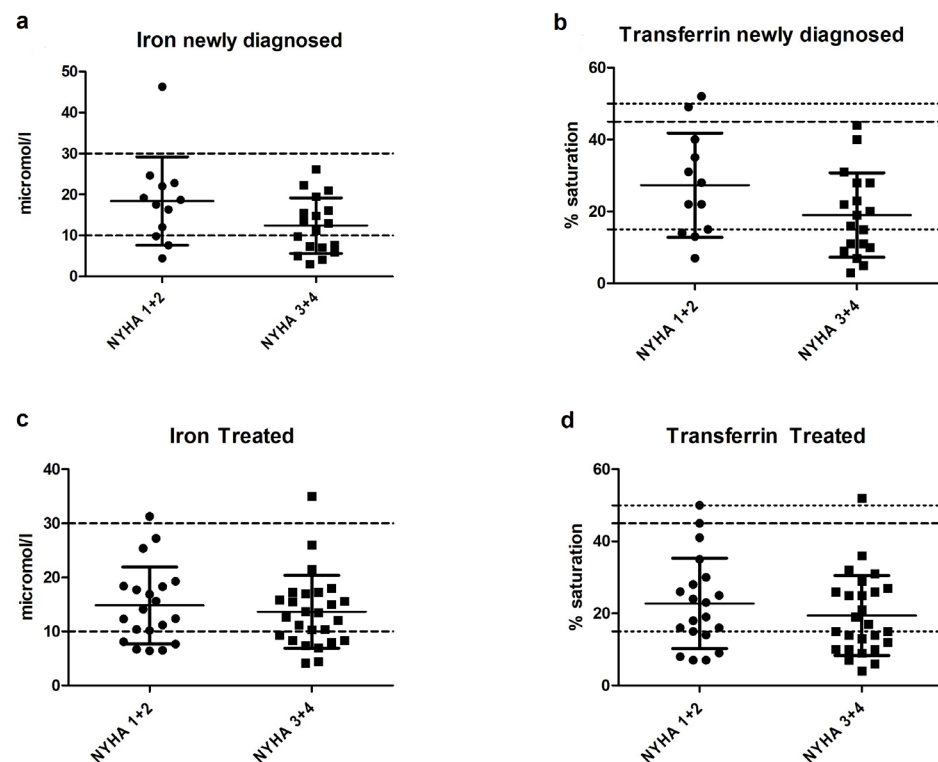 a
Iron newly diagnosed
50
40
30
20
10
0
micromol/l
NYHA 1+2
NYHA 3+4
b
Transferrin newly diagnosed
60
40
20
0
% saturation
NYHA 1+2
NYHA 3+4
c
Iron Treated
40
30
20
10
0
micromol/l
NYHA 1+2
NYHA 3+4
d
Transferrin Treated
60
40
20
0
% saturation
NYHA 1+2
NYHA 3+4